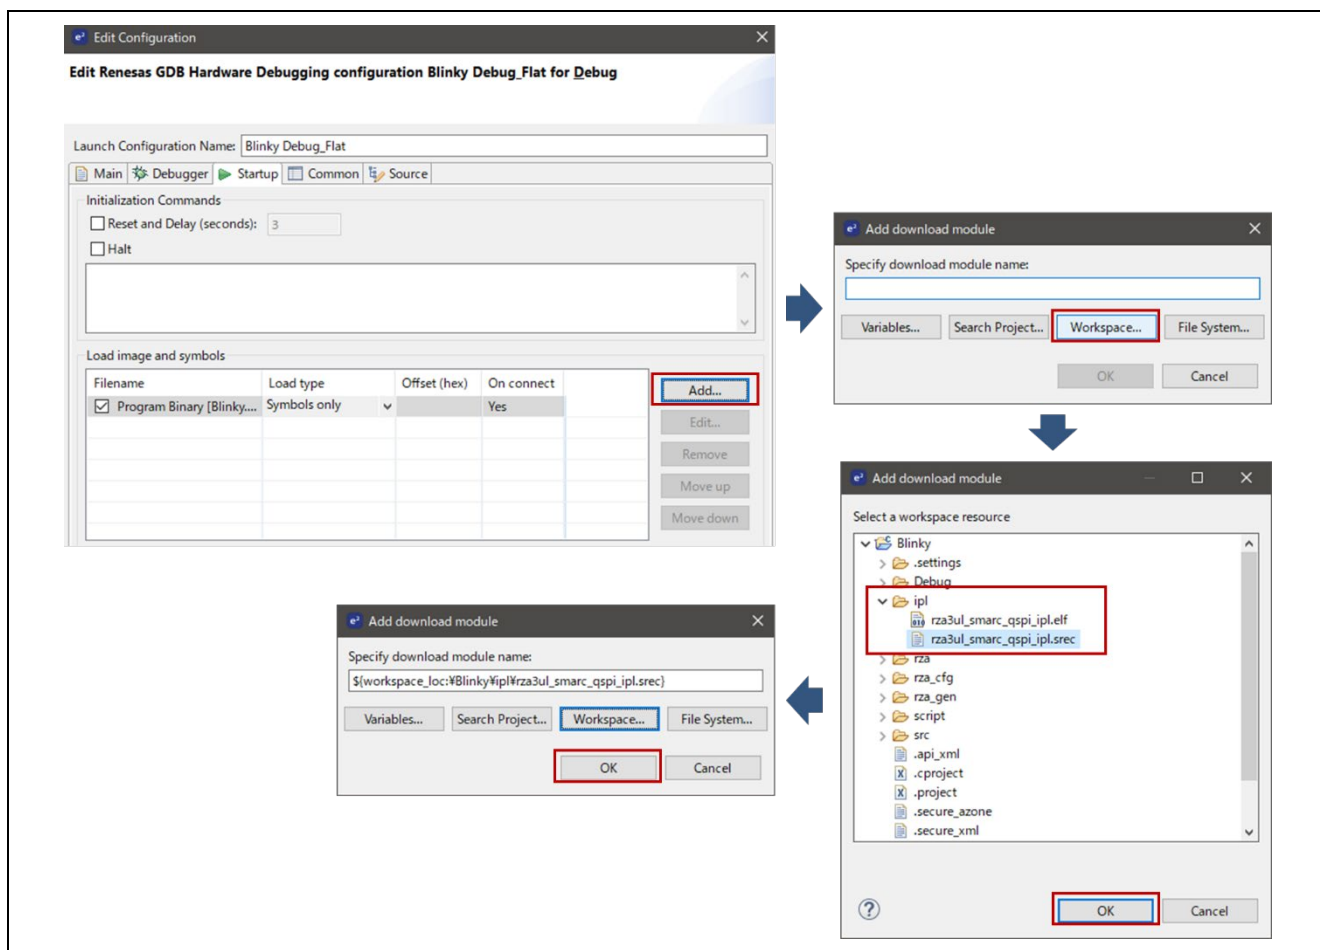 Edit Configuration
Edit Renesas GDB Hardware Debugging configuration Blinky Debug_Flat for Debug
Launch Configuration Name: Blinky Debug_Flat
Main Debugger Startup Common Source
Initialization Commands
Reset and Delay (seconds): 3
Halt
Load image and symbols
Filename Load type Offset (hex) On connect
Program Binary [Blinky.... Symbols only Yes
Add...
Edit...
Remove
Move up
Move down
Add download module
Specify download module name:
Variables... Search Project... Workspace... File System...
OK Cancel
Add download module
Select a workspace resource
Blinky
.settings
Debug
ipl
rza3ul_smarc_qspi_ipl.elf
rza3ul_smarc_qspi_ipl.srec
rza
rza_cfg
rza_gen
script
src
.api_xml
.cproject
.project
.secure_azone
.secure_xml
OK Cancel
Add download module
Specify download module name:
${workspace_loc:¥Blinky¥ipl¥rza3ul_smarc_qspi_ipl.srec}
Variables... Search Project... Workspace... File System...
OK Cancel